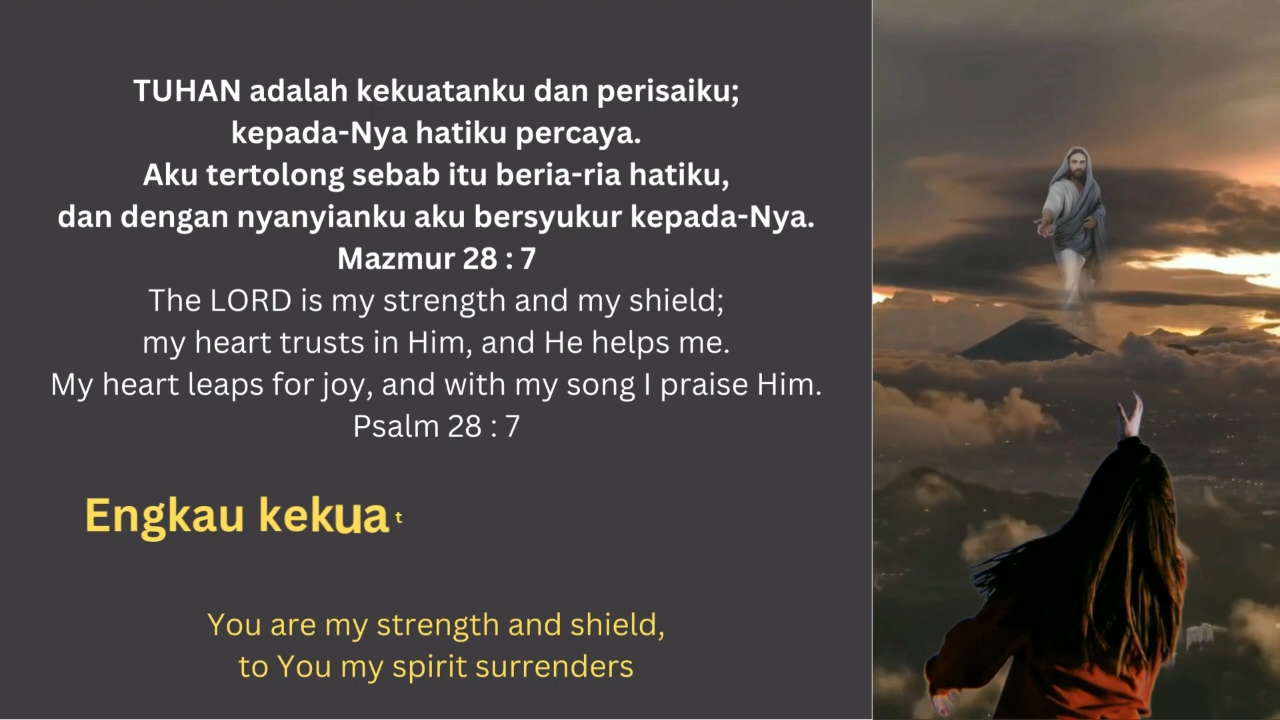 TUHAN adalah kekuatanku dan perisaiku;
kepada-Nya hatiku percaya.
Aku tertolong sebab itu beria-ria hatiku,
dan dengan nyanyianku aku bersyukur kepada-Nya.
Mazmur 28 : 7
The LORD is my strength and my shield;
my heart trusts in Him, and He helps me.
My heart leaps for joy, and with my song I praise Him.
Psalm 28 : 7
Engkau kekuat
You are my strength and shield,
to You my spirit surrenders